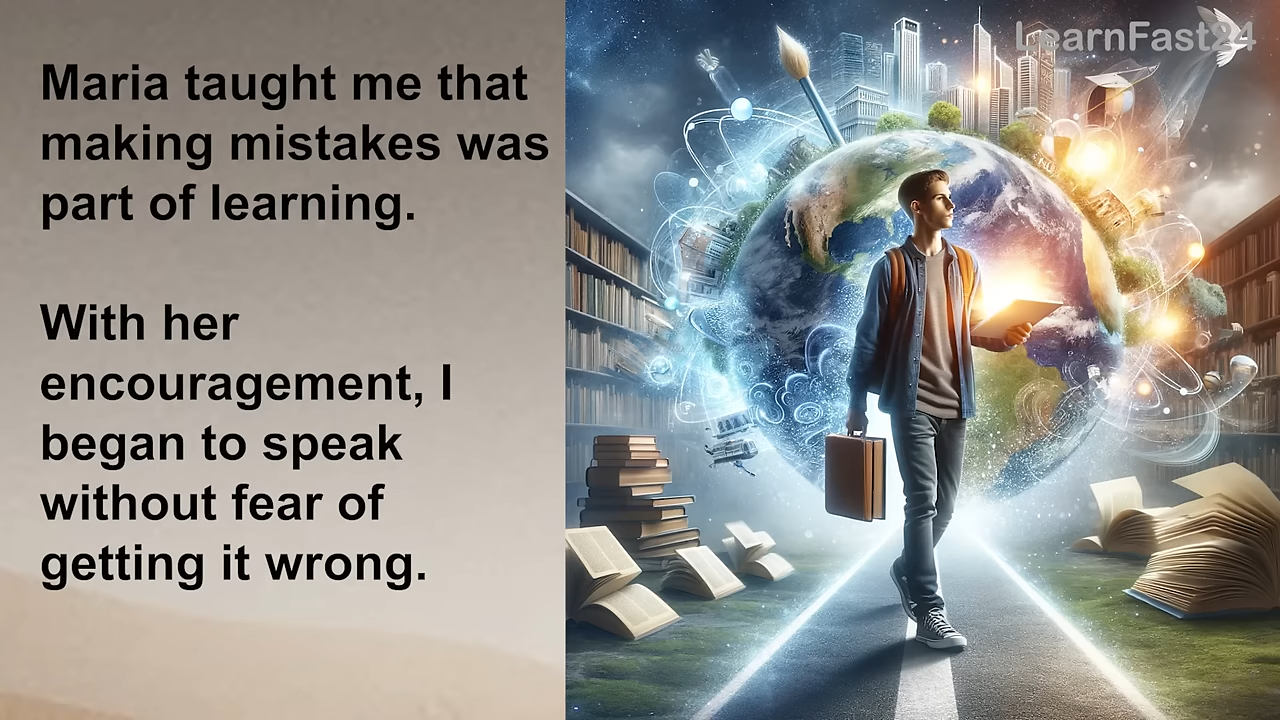 Maria taught me that
making mistakes was
part of learning.
With her
encouragement, I
began to speak
without fear of
getting it wrong.
LearnFast24